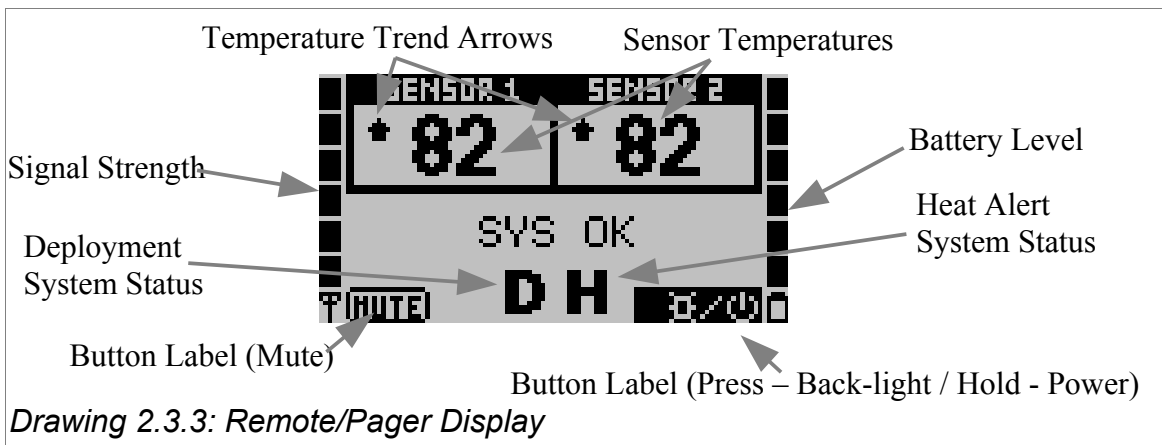 Temperature Trend Arrows Sensor Temperatures
SENSOR 1 SENSOR 2
82 82
Signal Strength
Battery Level
SYS OK
Heat Alert
System Status
Deployment
System Status
D H
MUTE
Button Label (Mute)
Button Label (Press – Back-light / Hold - Power)
Drawing 2.3.3: Remote/Pager Display